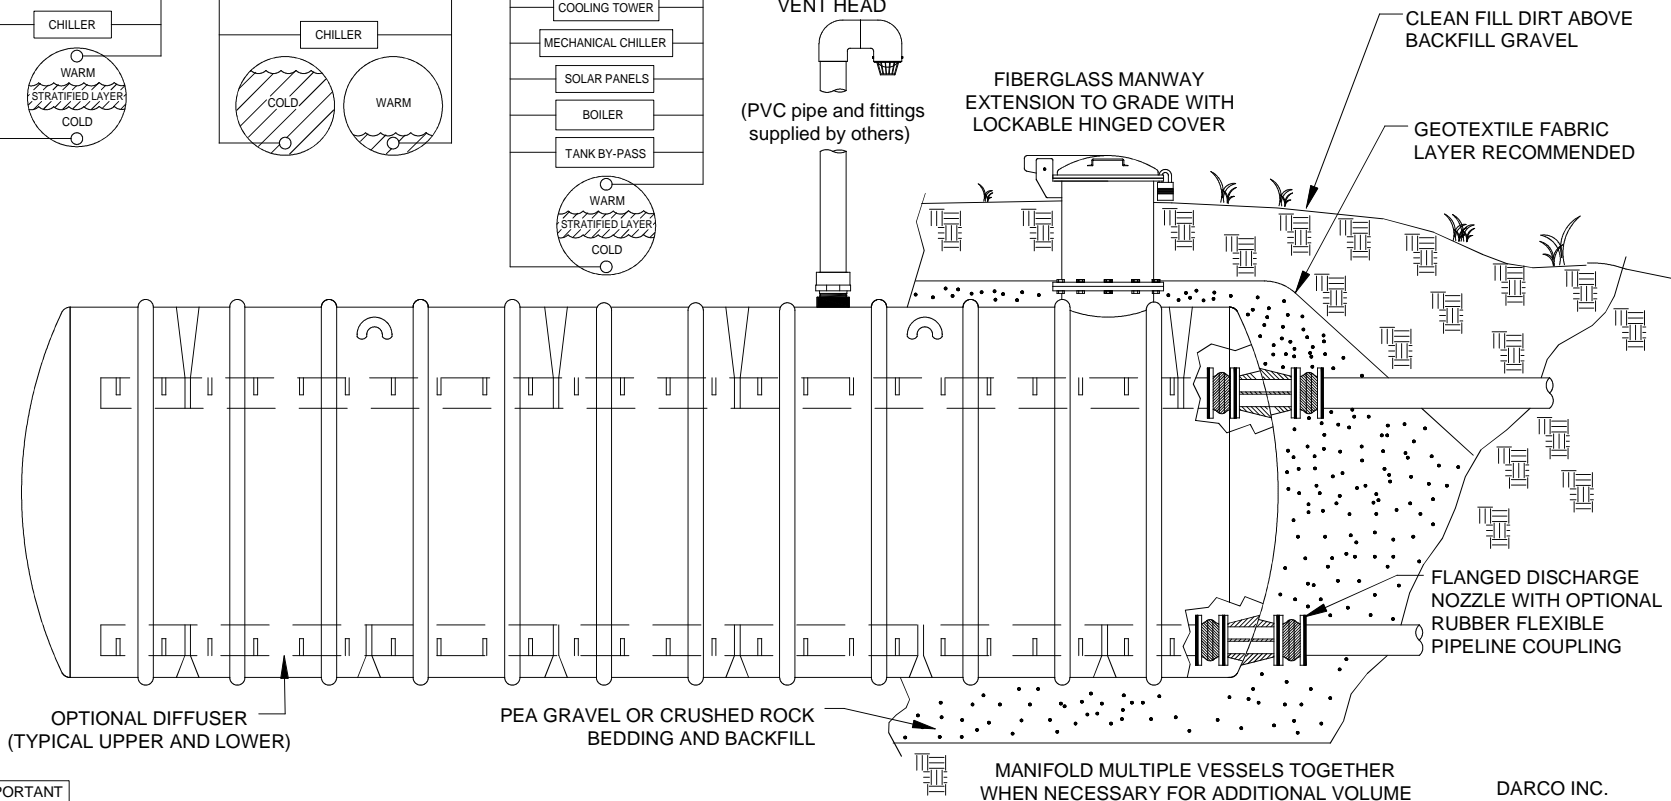 CHILLER
WARM
STRATIFIED LAYER
COLD
CHILLER
COLD
WARM
COOLING TOWER
MECHANICAL CHILLER
SOLAR PANELS
BOILER
TANK BY-PASS
WARM
STRATIFIED LAYER
COLD
VENT HEAD
(PVC pipe and fittings
supplied by others)
FIBERGLASS MANWAY
EXTENSION TO GRADE WITH
LOCKABLE HINGED COVER
CLEAN FILL DIRT ABOVE
BACKFILL GRAVEL
GEOTEXTILE FABRIC
LAYER RECOMMENDED
FLANGED DISCHARGE
NOZZLE WITH OPTIONAL
RUBBER FLEXIBLE
PIPELINE COUPLING
OPTIONAL DIFFUSER
(TYPICAL UPPER AND LOWER)
PEA GRAVEL OR CRUSHED ROCK
BEDDING AND BACKFILL
MANIFOLD MULTIPLE VESSELS TOGETHER
WHEN NECESSARY FOR ADDITIONAL VOLUME
DARCO INC.
PORTANT